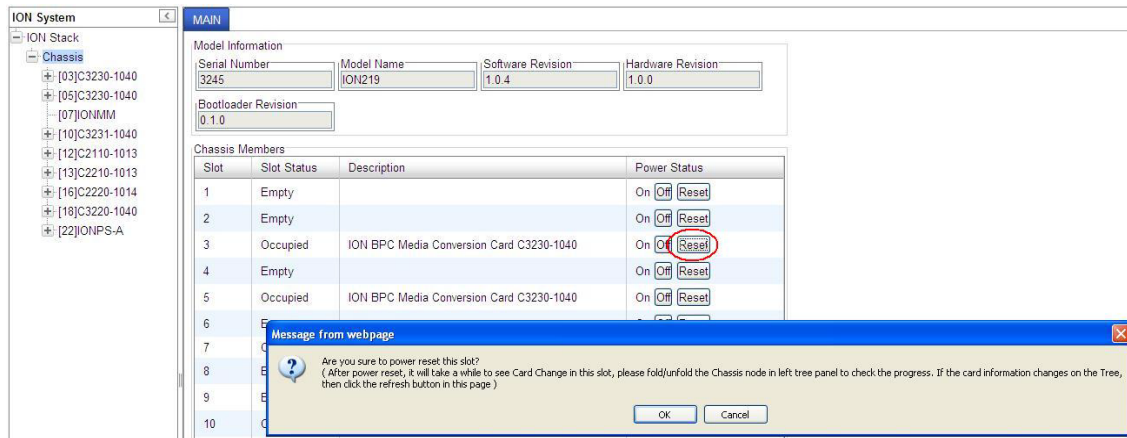 ION System
<
MAIN
ION Stack
Chassis
[03]C3230-1040
[05]C3230-1040
[07]IONMM
[10]C3231-1040
[12]C2110-1013
[13]C2210-1013
[16]C2220-1014
[18]C3220-1040
[22]IONPS-A
Model Information
Serial Number Model Name Software Revision Hardware Revision
3245 ION219 1.0.4 1.0.0
Bootloader Revision
0.1.0
Chassis Members
Slot Slot Status Description Power Status
1 Empty On Off Reset
2 Empty On Off Reset
3 Occupied ION BPC Media Conversion Card C3230-1040 On Off Reset
4 Empty On Off Reset
5 Occupied ION BPC Media Conversion Card C3230-1040 On Off Reset
6
7
8
9
10
Message from webpage
Are you sure to power reset this slot?
( After power reset, it will take a while to see Card Change in this slot, please fold/unfold the Chassis node in left tree panel to check the progress. If the card information changes on the Tree,
then click the refresh button in this page )
OK Cancel